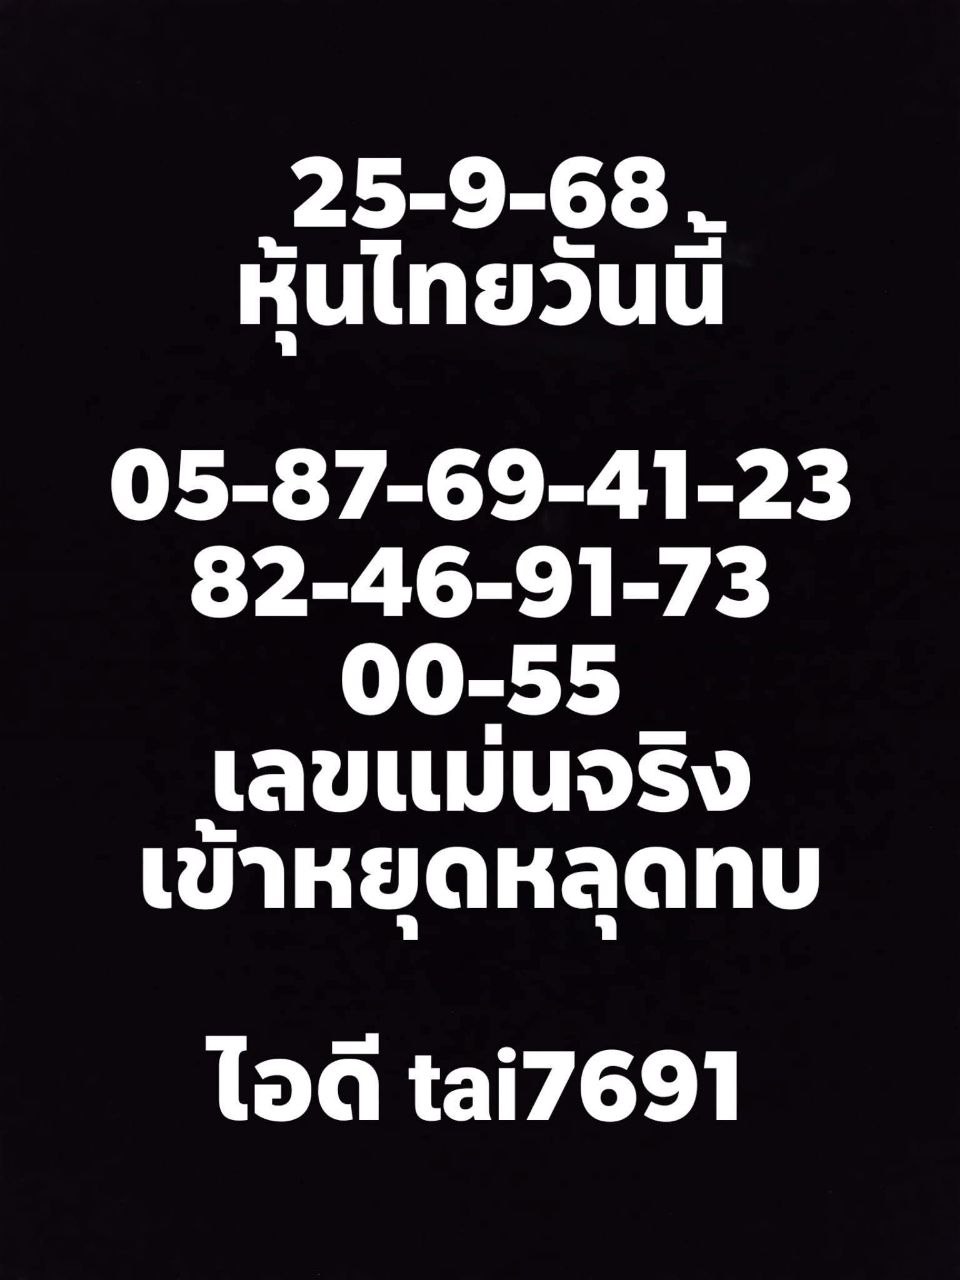 25-9-68
หุ้นไทยวันนี้
05-87-69-41-23
82-46-91-73
00-55
เลขแม่นจริง
เข้าหยุดหลุดทบ
ไอดี tai7691